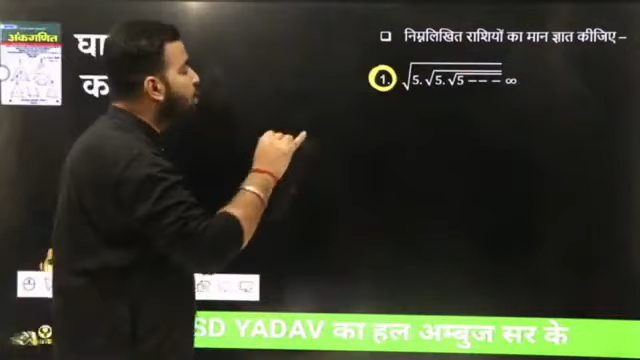 अंकगणित
घा
❑ निम्नलिखित राशियों का मान ज्ञात कीजिए –
क
1. √5.√5.√5 --- ∞
SD YADAV का हल अम्बुज सर के